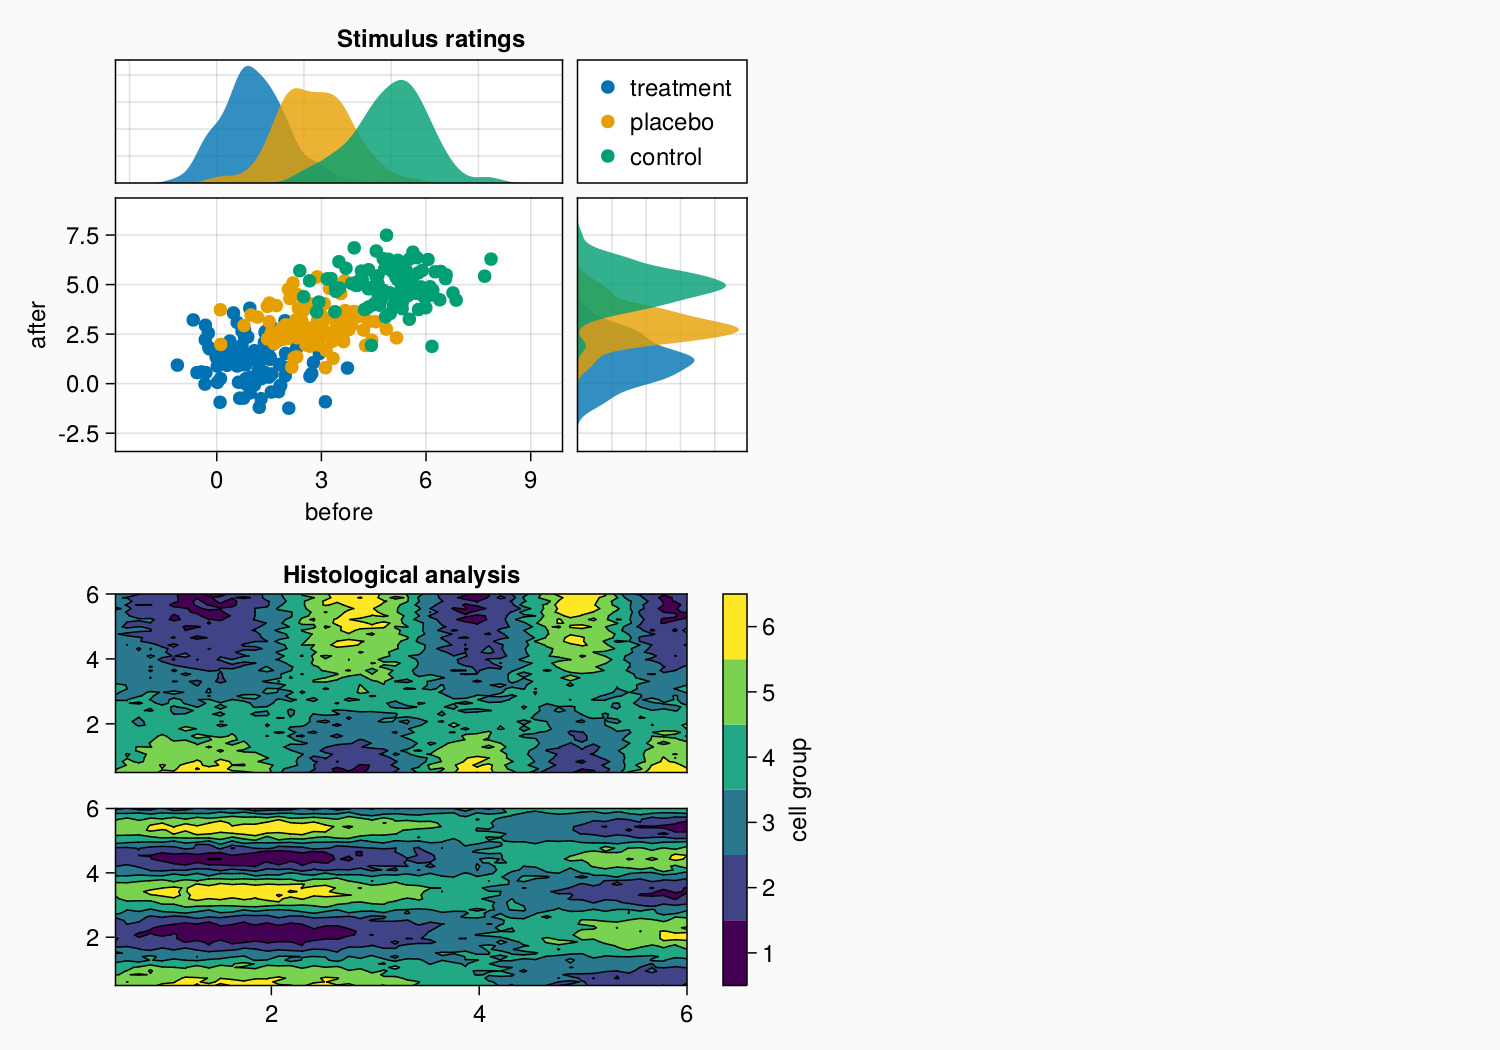 Stimulus ratings
treatment
placebo
control
7.5
5.0
2.5
0.0
-2.5
after
0 3 6 9
before
Histological analysis
6
4
2
6
4
2
2 4 6
6
5
4
3
2
1
cell group